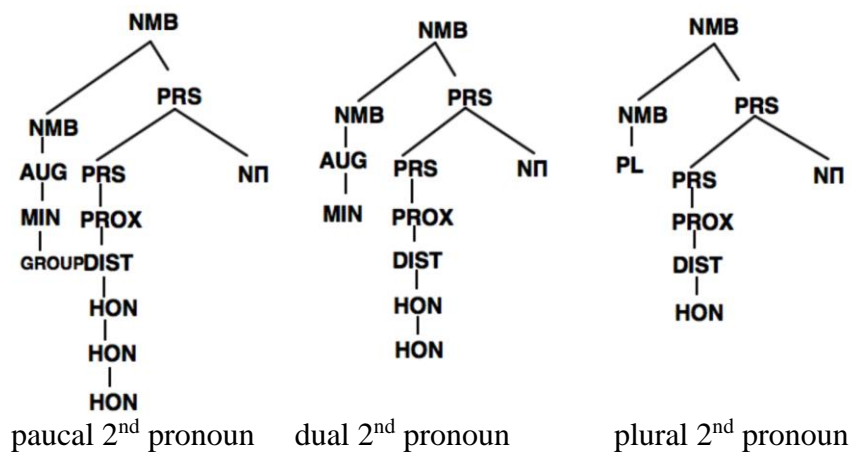 NMB
PRS
NMB
AUG
PRS
NΠ
MIN
PROX
GROUP
DIST
HON
HON
HON
paucal 2nd pronoun
NMB
NMB
PRS
AUG
PRS
NΠ
MIN
PROX
DIST
HON
HON
dual 2nd pronoun
NMB
NMB
PRS
PL
PRS
NΠ
PROX
DIST
HON
plural 2nd pronoun